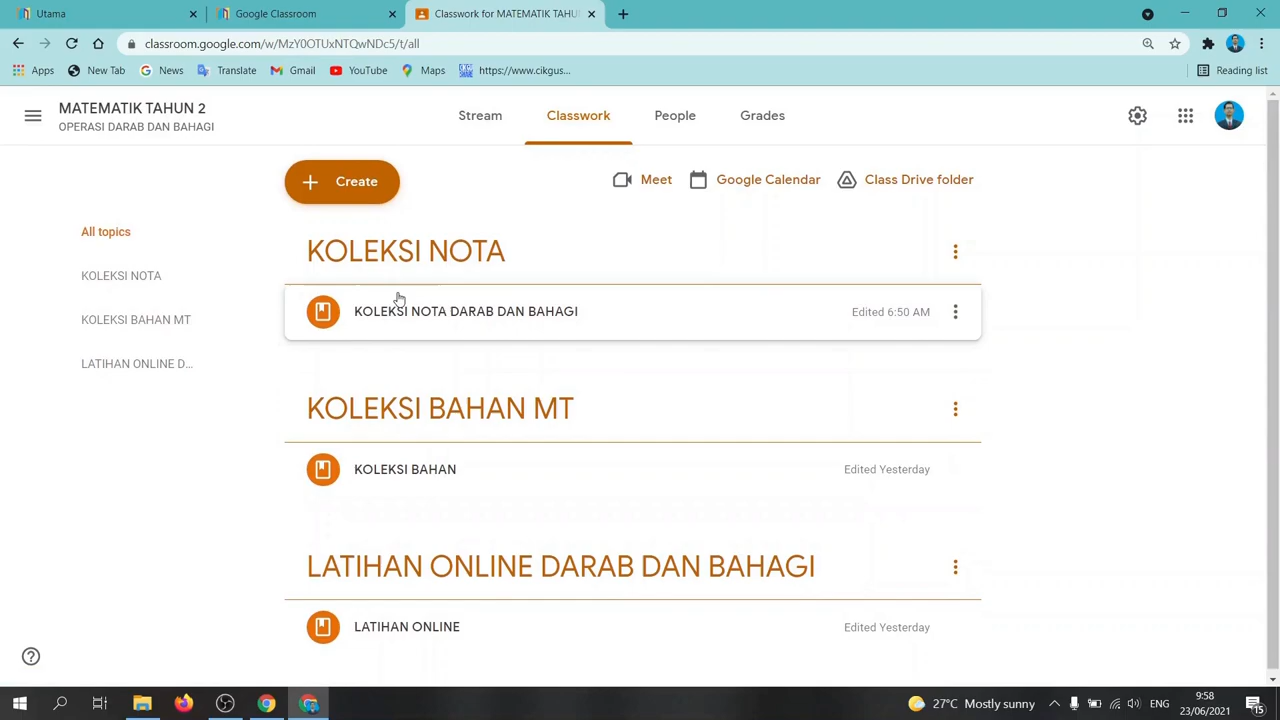 Utama
Google Classroom
Classwork for MATEMATIK TAHUN
classroom.google.com/w/MzY0OTUxNTQwNDc5/t/all
Apps
New Tab
News
Translate
Gmail
YouTube
Maps
https://www.cikgus...
Reading list
MATEMATIK TAHUN 2
OPERASI DARAB DAN BAHAGI
Stream
Classwork
People
Grades
Create
Meet
Google Calendar
Class Drive folder
All topics
KOLEKSI NOTA
KOLEKSI BAHAN MT
LATIHAN ONLINE D...
KOLEKSI NOTA
KOLEKSI NOTA DARAB DAN BAHAGI
Edited 6:50 AM
KOLEKSI BAHAN MT
KOLEKSI BAHAN
Edited Yesterday
LATIHAN ONLINE DARAB DAN BAHAGI
LATIHAN ONLINE
Edited Yesterday
27°C Mostly sunny
ENG
9:58
23/06/2021
15